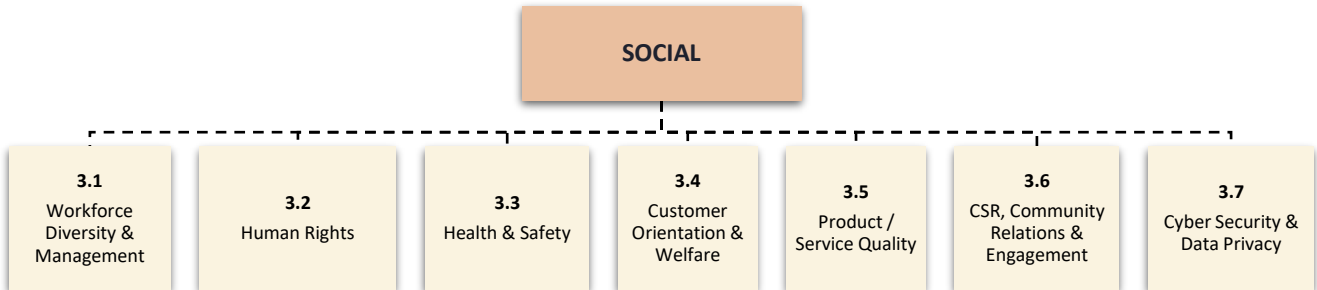 SOCIAL
3.1
Workforce
Diversity &
Management
3.2
Human Rights
3.3
Health & Safety
3.4
Customer
Orientation &
Welfare
3.5
Product /
Service Quality
3.6
CSR, Community
Relations &
Engagement
3.7
Cyber Security &
Data Privacy